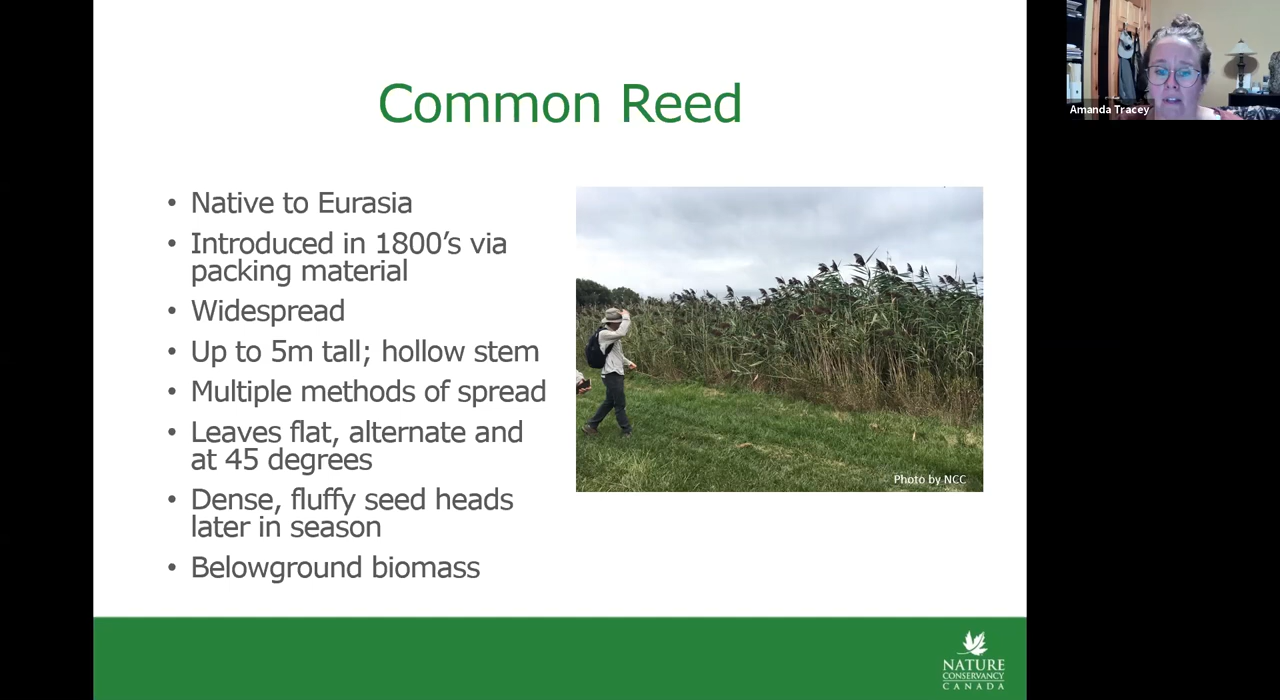 Common Reed
• Native to Eurasia
• Introduced in 1800’s via
packing material
• Widespread
• Up to 5m tall; hollow stem
• Multiple methods of spread
• Leaves flat, alternate and
at 45 degrees
• Dense, fluffy seed heads
later in season
• Belowground biomass
Photo by NCC
NATURE
CONSERVANCY
CANADA
Amanda Tracey